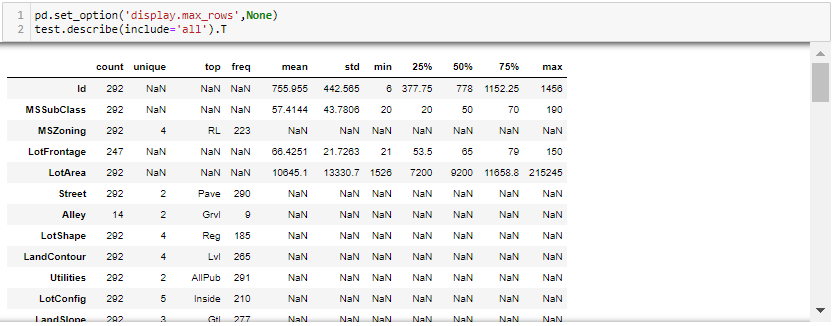 1 pd.set_option('display.max_rows',None)
2 test.describe(include='all').T
count unique top freq mean std min 25% 50% 75% max
Id 292 NaN NaN NaN 755.955 442.565 6 377.75 778 1152.25 1456
MSSubClass 292 NaN NaN NaN 57.4144 43.7806 20 20 50 70 190
MSZoning 292 4 RL 223 NaN NaN NaN NaN NaN NaN NaN
LotFrontage 247 NaN NaN NaN 66.4251 21.7263 21 53.5 65 79 150
LotArea 292 NaN NaN NaN 10645.1 13330.7 1526 7200 9200 11658.8 215245
Street 292 2 Pave 290 NaN NaN NaN NaN NaN NaN NaN
Alley 14 2 Grvl 9 NaN NaN NaN NaN NaN NaN NaN
LotShape 292 4 Reg 185 NaN NaN NaN NaN NaN NaN NaN
LandContour 292 4 Lvl 265 NaN NaN NaN NaN NaN NaN NaN
Utilities 292 2 AllPub 291 NaN NaN NaN NaN NaN NaN NaN
LotConfig 292 5 Inside 210 NaN NaN NaN NaN NaN NaN NaN
LandSlope 292 3 Gtl 277 NaN NaN NaN NaN NaN NaN NaN